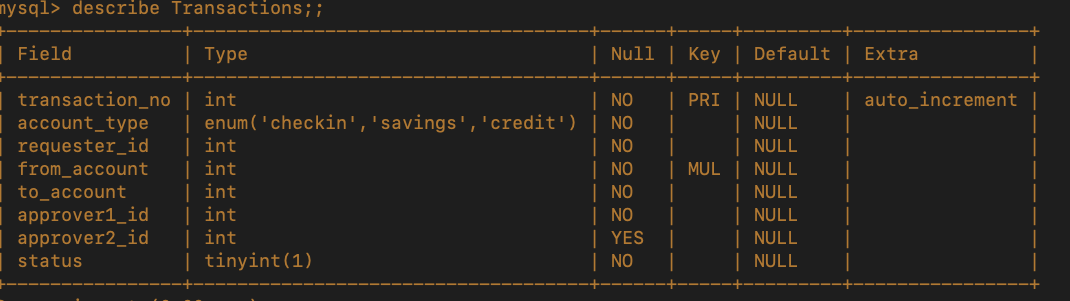 mysql> describe Transactions;;
+----------------+----------------------------------+------+-----+---------+----------------+
| Field | Type | Null | Key | Default | Extra |
+----------------+----------------------------------+------+-----+---------+----------------+
| transaction_no | int | NO | PRI | NULL | auto_increment |
| account_type | enum('checkin','savings','credit') | NO | | NULL | |
| requester_id | int | NO | | NULL | |
| from_account | int | NO | MUL | NULL | |
| to_account | int | NO | | NULL | |
| approver1_id | int | NO | | NULL | |
| approver2_id | int | YES | | NULL | |
| status | tinyint(1) | NO | | NULL | |
+----------------+----------------------------------+------+-----+---------+----------------+